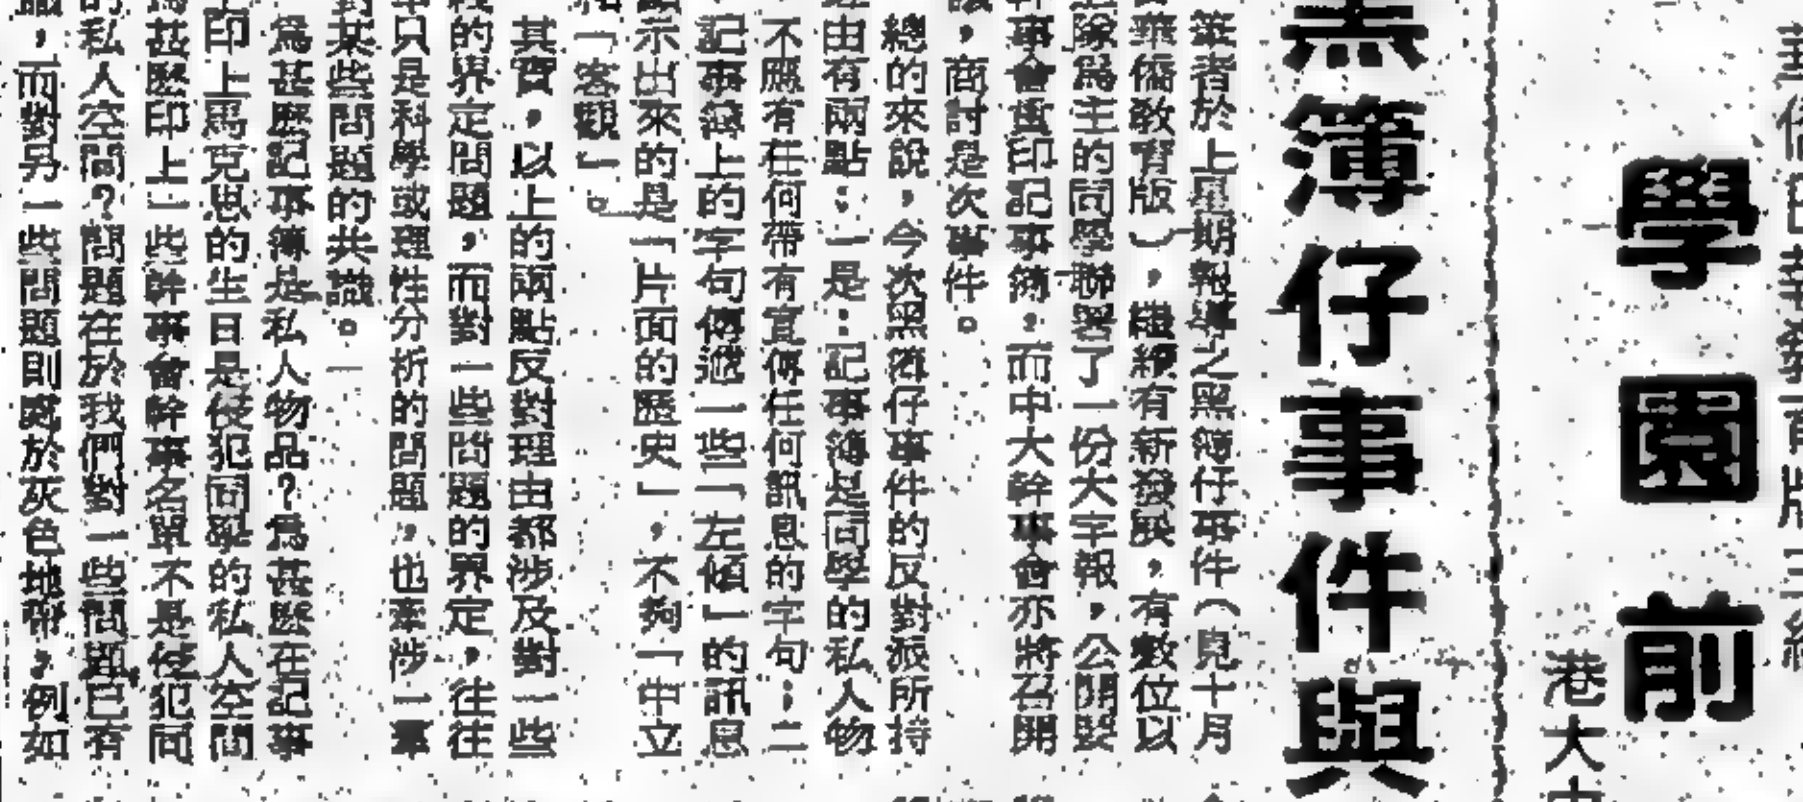 學園前
港大中
黑簿仔事件與
筆者於上星期報導之黑簿仔事件（見十月
華僑教育版），繼續有新發展，有數位以
隊為主的同學聯署了一份大字報，公開
幹事會重印記事簿，而中大幹事會亦將召開
，商討是次事件。
總的來說，今次黑簿仔事件的反對派所持
理由有兩點：一是：記事簿是同學的私人物
，不應有任何帶有宣傳任何訊息的字句；二
記事簿上的字句傳遞一些「左傾」的訊息
顯示出來的是「片面的歷史」，不夠「中立
和「客觀」。
其實，以上的兩點反對理由都涉及對一些
的界定問題，而對一些問題的界定，往往
只是科學或理性分析的問題，也牽涉一羣
對某些問題的共識。
為甚麼記事簿是私人物品？為甚麼在記事
印上馬克思的生日是侵犯同學的私人空間
為甚麼印上一些幹事會幹事名單不是侵犯同
的私人空間？問題在於我們對一些問題已有
，而對另一些問題則處於灰色地帶，例如